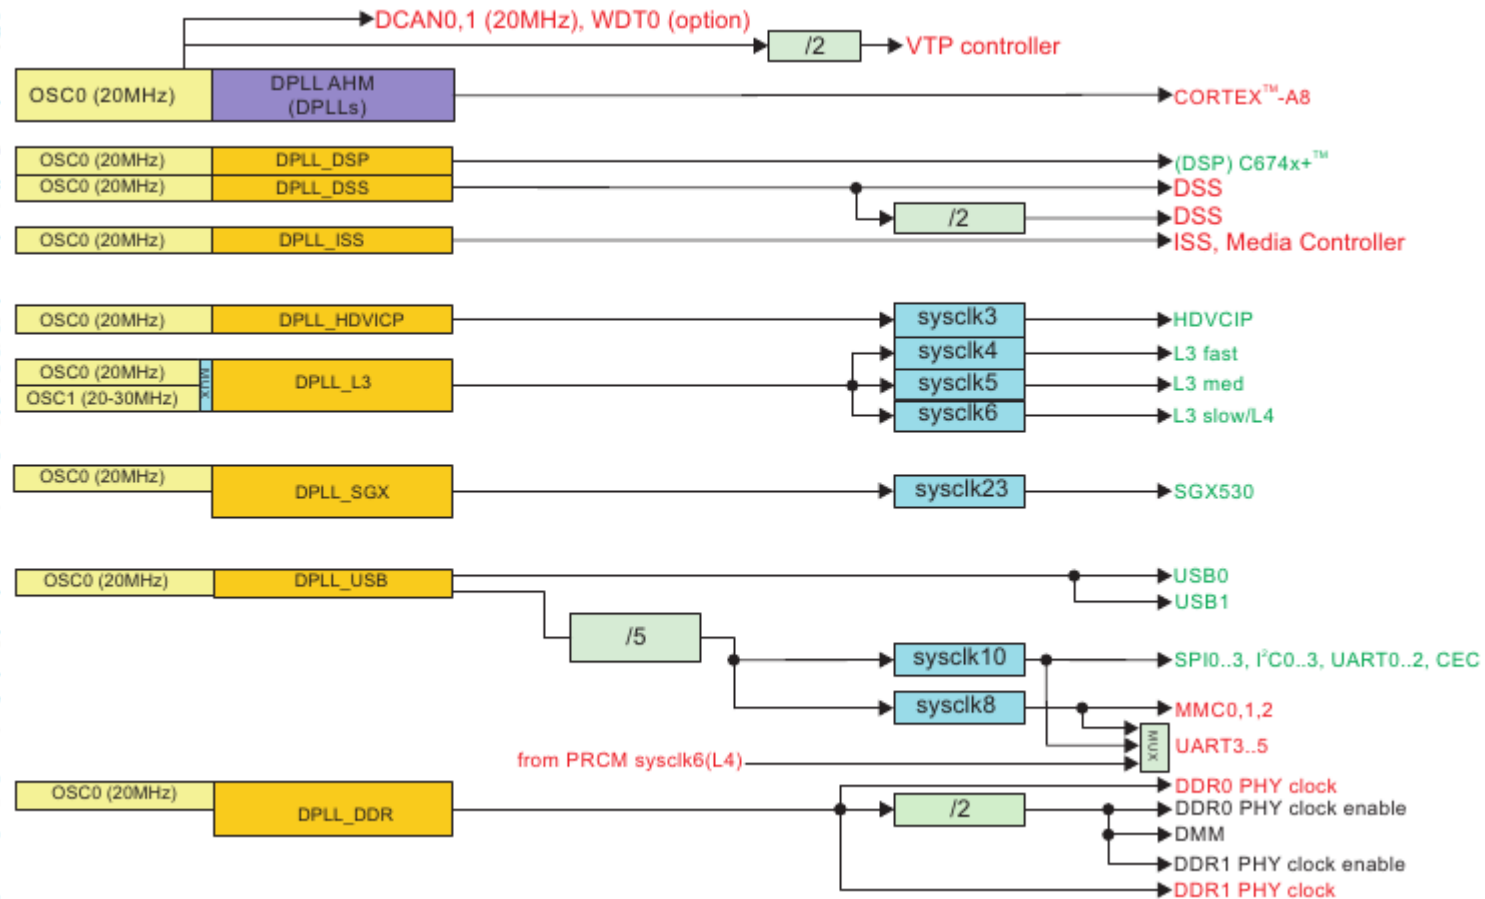 DCAN0,1 (20MHz), WDT0 (option)
/2
VTP controller
OSC0 (20MHz)
DPLL AHM
(DPLLs)
CORTEX™-A8
OSC0 (20MHz)
DPLL_DSP
(DSP) C674x+™
OSC0 (20MHz)
DPLL_DSS
DSS
/2
DSS
OSC0 (20MHz)
DPLL_ISS
ISS, Media Controller
OSC0 (20MHz)
DPLL_HDVICP
sysclk3
HDVCIP
sysclk4
L3 fast
OSC0 (20MHz)
MUX
DPLL_L3
sysclk5
L3 med
OSC1 (20-30MHz)
sysclk6
L3 slow/L4
OSC0 (20MHz)
DPLL_SGX
sysclk23
SGX530
OSC0 (20MHz)
DPLL_USB
USB0
USB1
/5
sysclk10
SPI0..3, I²C0..3, UART0..2, CEC
sysclk8
MMC0,1,2
MUX
UART3..5
from PRCM sysclk6(L4)
DDR0 PHY clock
OSC0 (20MHz)
DPLL_DDR
/2
DDR0 PHY clock enable
DMM
DDR1 PHY clock enable
DDR1 PHY clock